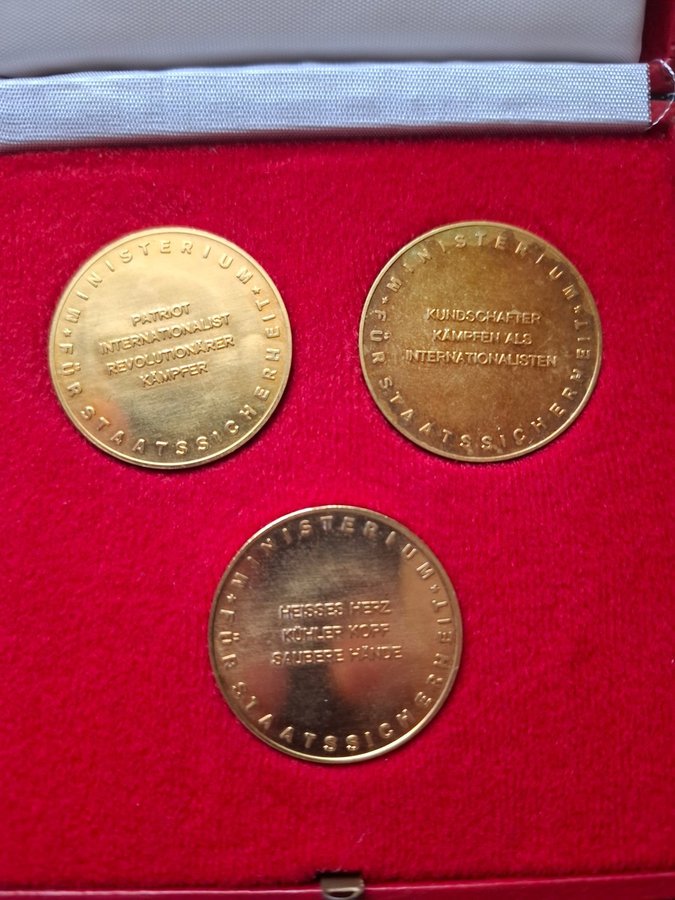 ★ MINISTERIUM ★
FÜR STAATSSICHERHEIT
PATRIOT
INTERNATIONALIST
REVOLUTIONÄRER
KÄMPFER
★ MINISTERIUM ★
FÜR STAATSSICHERHEIT
KUNDSCHAFTER
KÄMPFEN ALS
INTERNATIONALISTEN
★ MINISTERIUM ★
FÜR STAATSSICHERHEIT
HEISSES HERZ
KÜHLER KOPF
SAUBERE HÄNDE